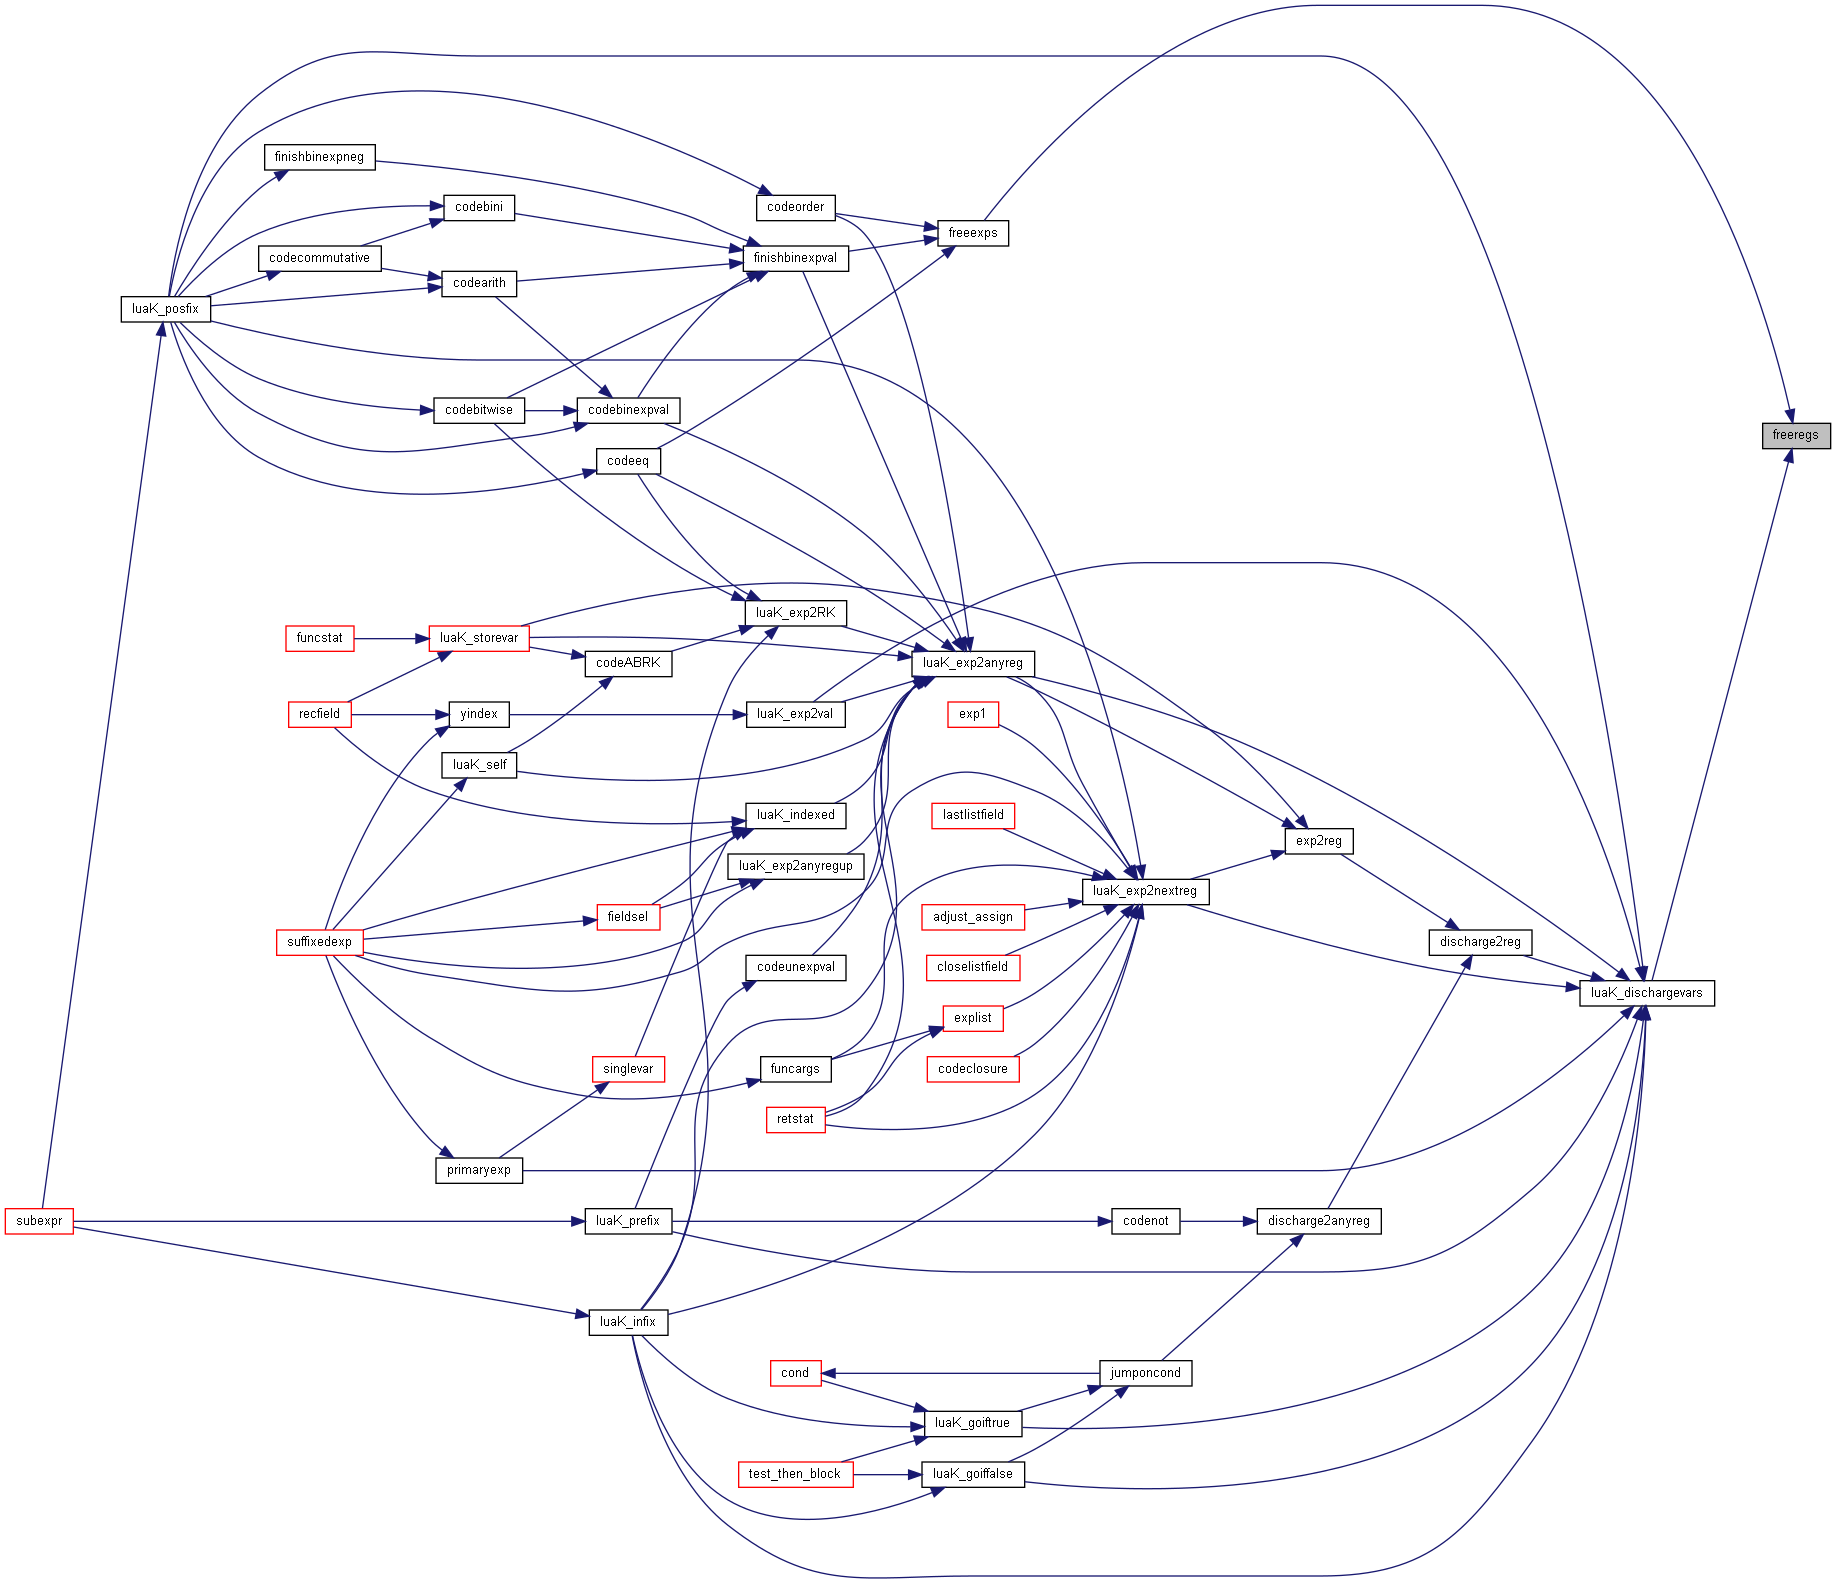 finishbinexpneg
codebini
codeorder
freeexps
codecommutative
finishbinexpval
codearith
luaK_posfix
codebitwise
codebinexpval
freeregs
codeeq
luaK_exp2RK
funcstat
luaK_storevar
codeABRK
luaK_exp2anyreg
recfield
yindex
luaK_exp2val
exp1
luaK_self
luaK_indexed
lastlistfield
exp2reg
luaK_exp2anyregup
luaK_exp2nextreg
fieldsel
adjust_assign
suffixedexp
discharge2reg
codeunexpval
closelistfield
luaK_dischargevars
explist
singlevar
funcargs
codeclosure
retstat
primaryexp
subexpr
luaK_prefix
codenot
discharge2anyreg
luaK_infix
cond
jumponcond
luaK_goiftrue
test_then_block
luaK_goiffalse